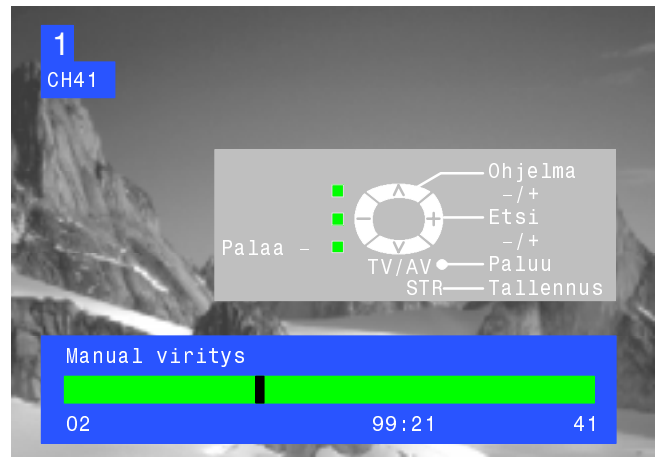 1
CH41
Ohjelma
－/+
Etsi
－/+
Palaa －
TV/AV Paluu
STR Tallennus
Manual viritys
02 99:21 41